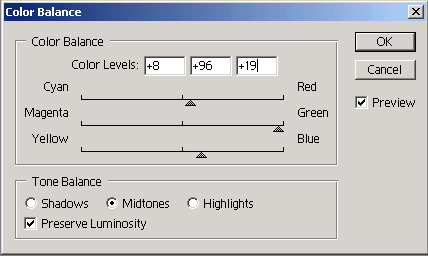 Color Balance
Color Balance
Color Levels: +8 +96 +19
Cyan Red
Magenta Green
Yellow Blue
Tone Balance
Shadows Midtones Highlights
Preserve Luminosity
OK
Cancel
Preview